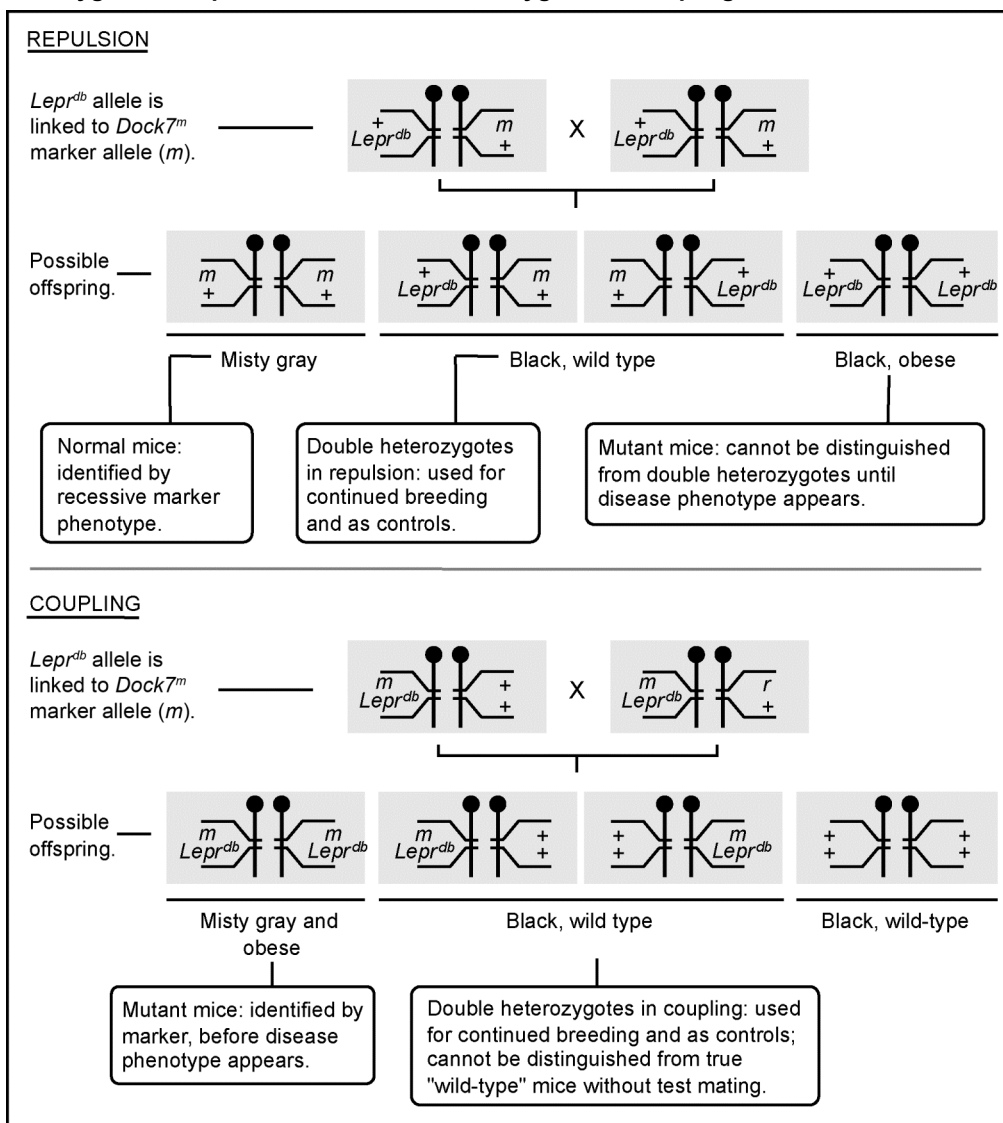 REPULSION
Lepr^db allele is
linked to Dock7^m
marker allele (m).
+ m X + m
Lepr^db + Lepr^db +
Possible
offspring.
m m + m m + + +
+ + Lepr^db + + Lepr^db Lepr^db Lepr^db
Misty gray Black, wild type Black, obese
Normal mice:
identified by
recessive marker
phenotype.
Double heterozygotes
in repulsion: used for
continued breeding
and as controls.
Mutant mice: cannot be distinguished
from double heterozygotes until
disease phenotype appears.
COUPLING
Lepr^db allele is
linked to Dock7^m
marker allele (m).
m + X m r
Lepr^db + Lepr^db +
Possible
offspring.
m m m + + m + +
Lepr^db Lepr^db Lepr^db + + Lepr^db + +
Misty gray and
obese
Black, wild type
Black, wild-type
Mutant mice: identified by
marker, before disease
phenotype appears.
Double heterozygotes in coupling: used
for continued breeding and as controls;
cannot be distinguished from true
"wild-type" mice without test mating.